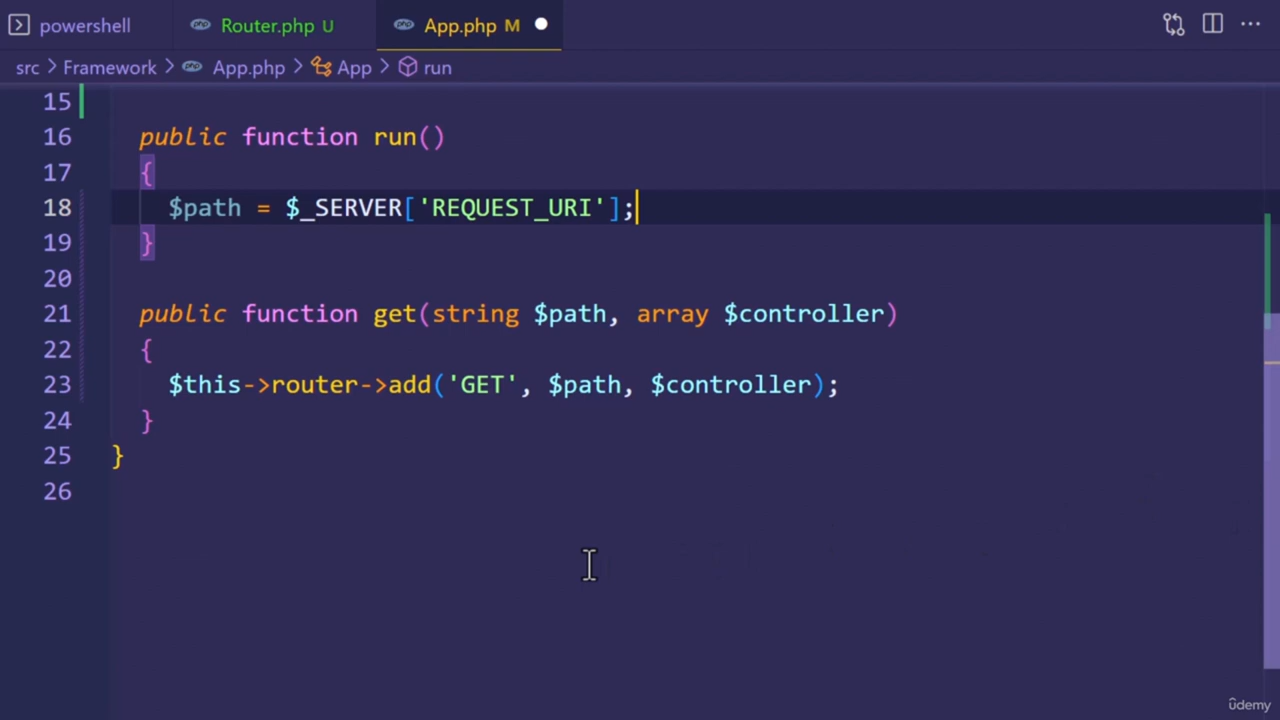 powershell
Router.php U
App.php M
src > Framework > App.php > App > run
15
16 public function run()
17 {
18 $path = $_SERVER['REQUEST_URI'];
19 }
20
21 public function get(string $path, array $controller)
22 {
23 $this->router->add('GET', $path, $controller);
24 }
25 }
26
ûdemy